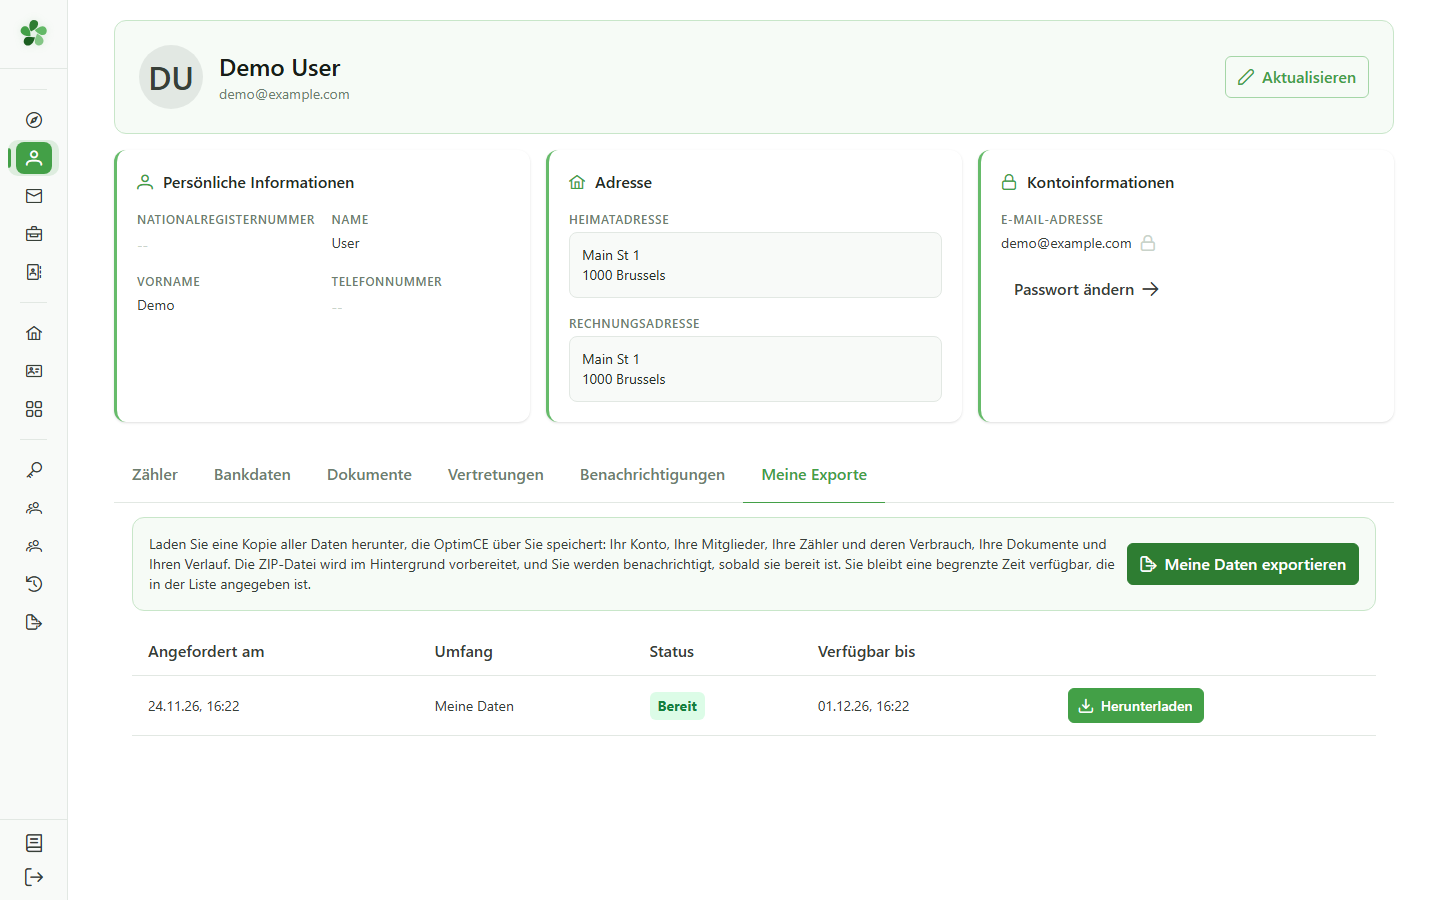 DU
Demo User
demo@example.com
Aktualisieren
Persönliche Informationen
NATIONALREGISTERNUMMER
--
NAME
User
VORNAME
Demo
TELEFONNUMMER
--
Adresse
HEIMATADRESSE
Main St 1
1000 Brussels
RECHNUNGSADRESSE
Main St 1
1000 Brussels
Kontoinformationen
E-MAIL-ADRESSE
demo@example.com
Passwort ändern
Zähler
Bankdaten
Dokumente
Vertretungen
Benachrichtigungen
Meine Exporte
Laden Sie eine Kopie aller Daten herunter, die OptimCE über Sie speichert: Ihr Konto, Ihre Mitglieder, Ihre Zähler und deren Verbrauch, Ihre Dokumente und
Ihren Verlauf. Die ZIP-Datei wird im Hintergrund vorbereitet, und Sie werden benachrichtigt, sobald sie bereit ist. Sie bleibt eine begrenzte Zeit verfügbar, die
in der Liste angegeben ist.
Meine Daten exportieren
Angefordert am Umfang Status Verfügbar bis
24.11.26, 16:22 Meine Daten Bereit 01.12.26, 16:22 Herunterladen